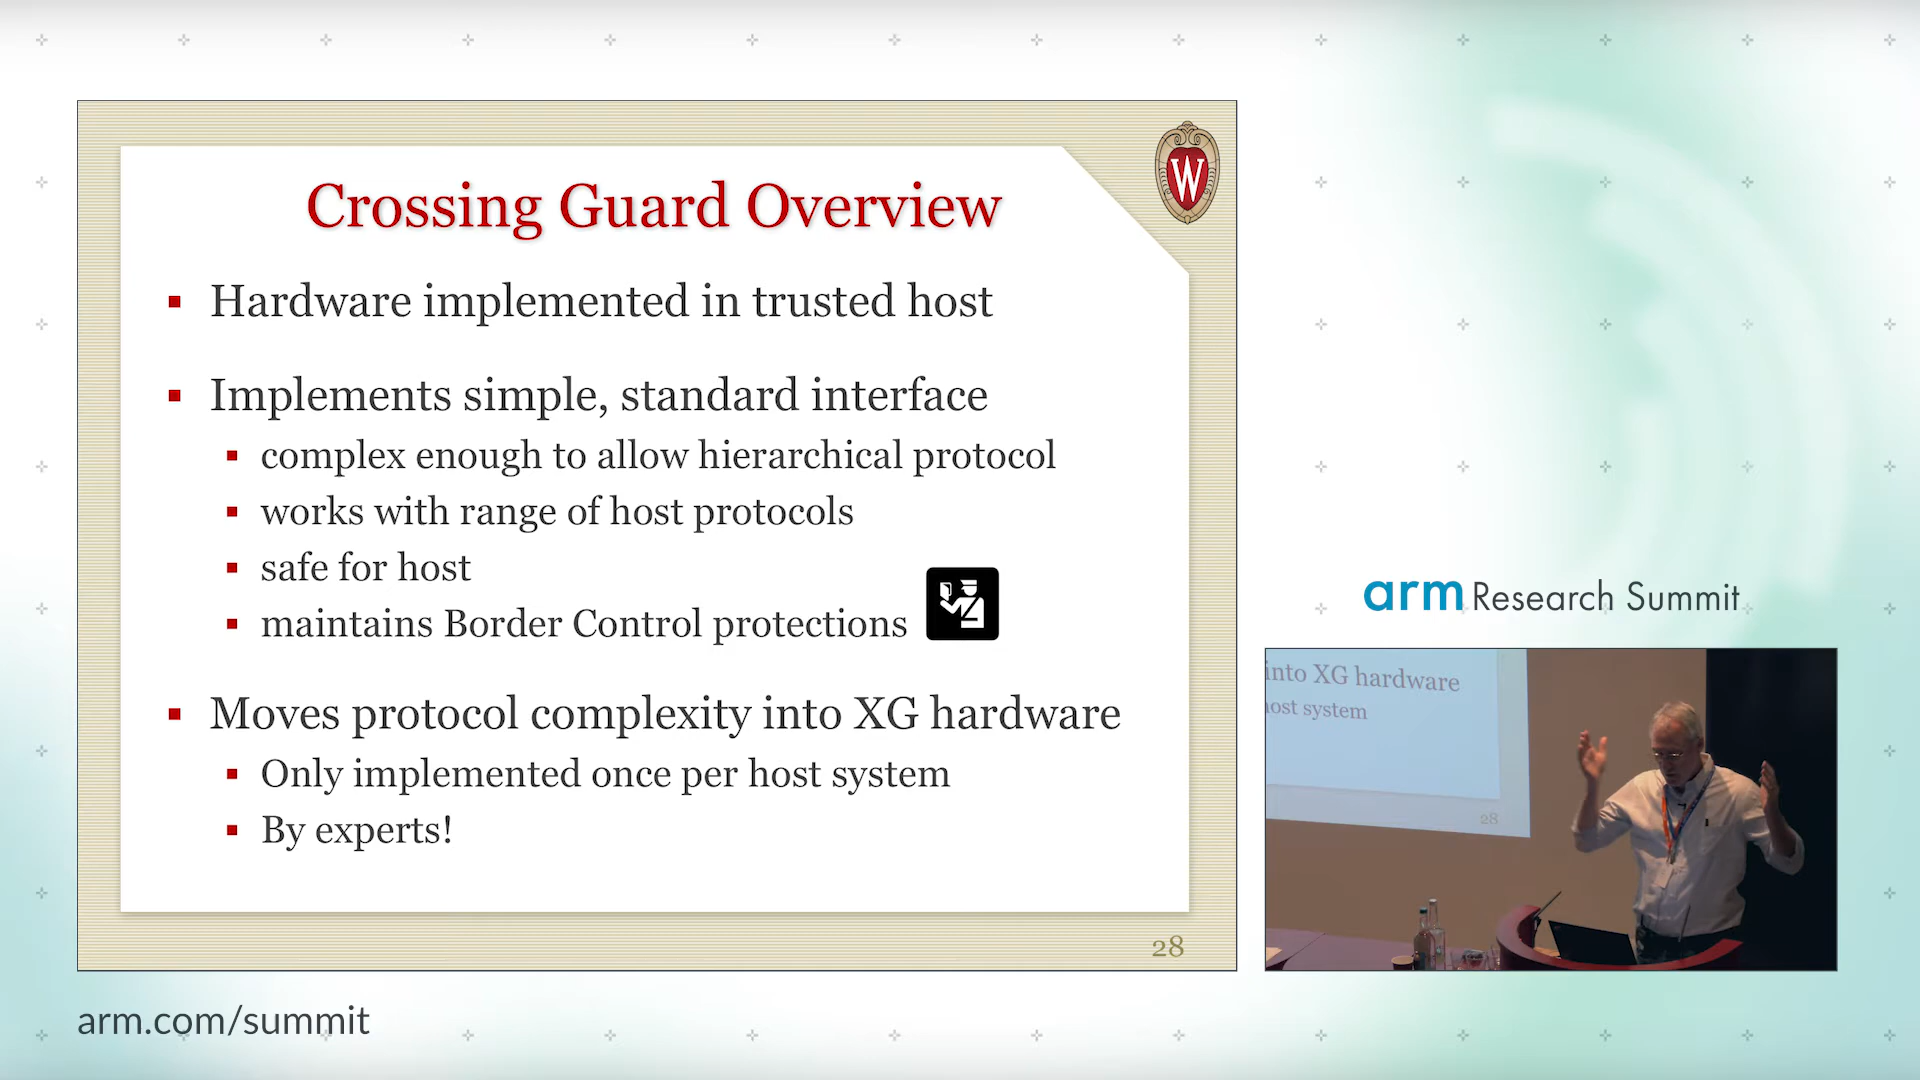 W
Crossing Guard Overview
Hardware implemented in trusted host
Implements simple, standard interface
complex enough to allow hierarchical protocol
works with range of host protocols
safe for host
maintains Border Control protections
Moves protocol complexity into XG hardware
Only implemented once per host system
By experts!
28
arm Research Summit
into XG hardware
host system
28
arm.com/summit